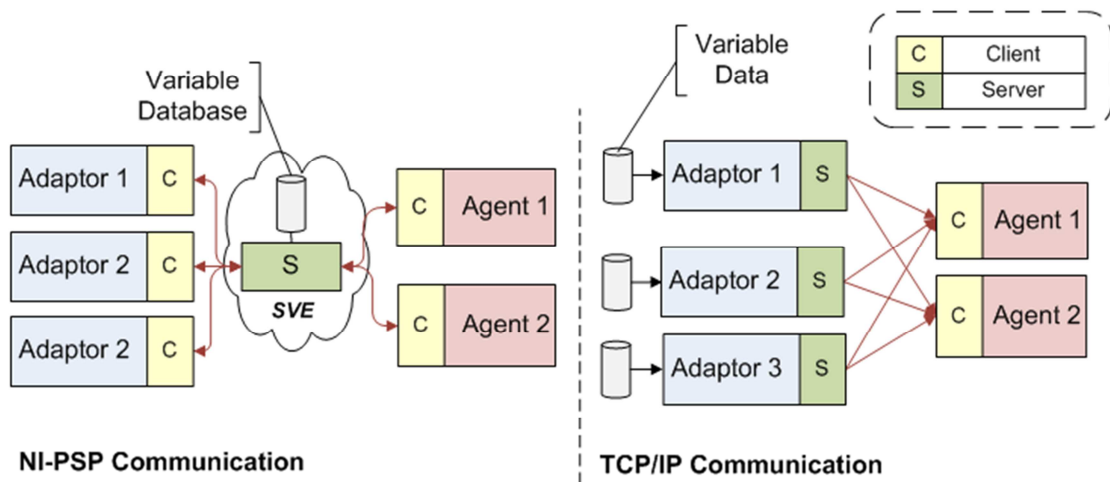 Variable
Database
Adaptor 1
C
Adaptor 2
C
Adaptor 2
C
S
SVE
C
Agent 1
C
Agent 2
NI-PSP Communication
Variable
Data
C
Client
S
Server
Adaptor 1
S
Adaptor 2
S
Adaptor 3
S
C
Agent 1
C
Agent 2
TCP/IP Communication